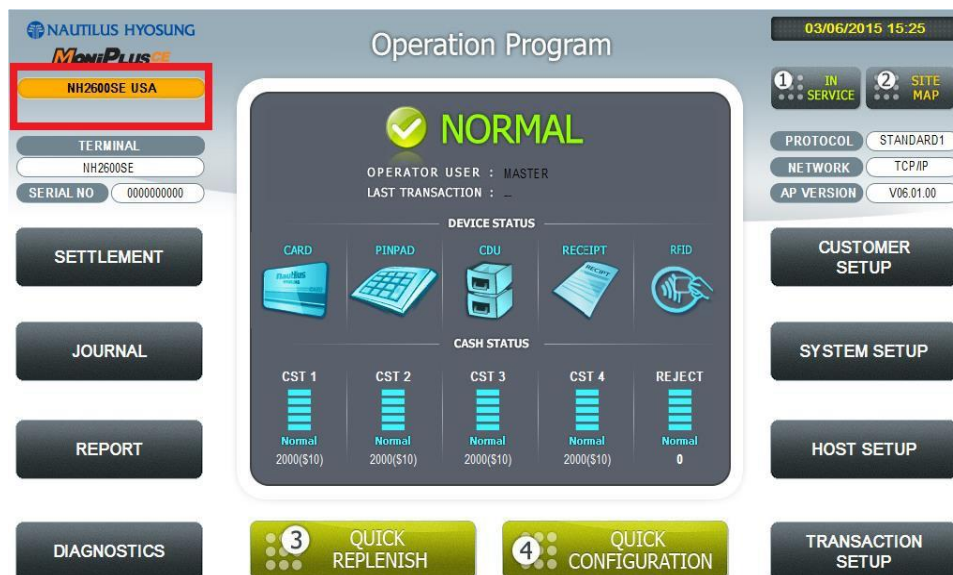 NAUTILUS HYOSUNG
MoniPlusCE
NH2600SE USA
TERMINAL
NH2600SE
SERIAL NO 0000000000
Operation Program
03/06/2015 15:25
1 IN SERVICE
2 SITE MAP
PROTOCOL STANDARD1
NETWORK TCP/IP
AP VERSION V06.01.00
NORMAL
OPERATOR USER : MASTER
LAST TRANSACTION : _
DEVICE STATUS
CARD PINPAD CDU RECEIPT RFID
Nautilus
HYOSUNG
RECEIPT
CASH STATUS
CST 1 CST 2 CST 3 CST 4 REJECT
Normal Normal Normal Normal Normal
2000($10) 2000($10) 2000($10) 2000($10) 0
SETTLEMENT
JOURNAL
REPORT
DIAGNOSTICS
CUSTOMER
SETUP
SYSTEM SETUP
HOST SETUP
TRANSACTION
SETUP
3 QUICK
REPLENISH
4 QUICK
CONFIGURATION